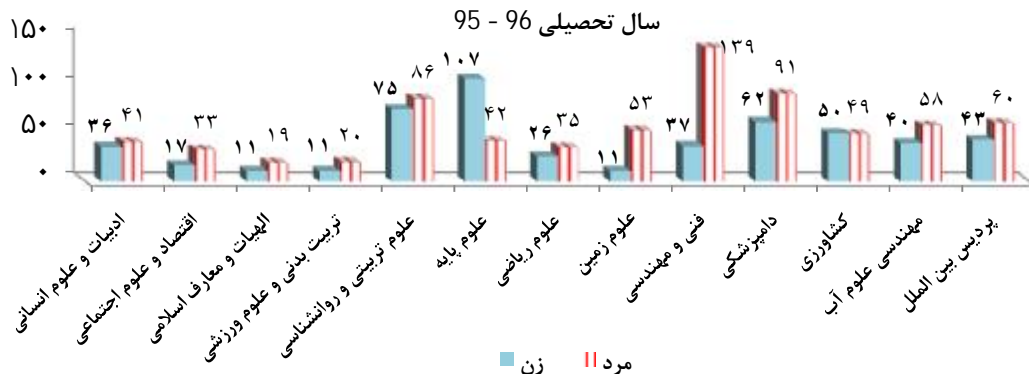 سال تحصیلی 96 - 95
۱۵۰
۱۰۰
۵۰
۰
۳۶ ۴۱
۱۷ ۳۳
۱۱ ۱۹
۱۱ ۲۰
۷۵ ۸۶
۱۰۷ ۴۲
۲۶ ۳۵
۱۱ ۵۳
۳۷ ۱۳۹
۶۲ ۹۱
۵۰ ۴۹
۴۰ ۵۸
۴۳ ۶۰
ادبیات و علوم انسانی
اقتصاد و علوم اجتماعی
الهیات و معارف اسلامی
تربیت بدنی و علوم ورزشی
علوم تربیتی و روانشناسی
علوم پایه
علوم ریاضی
علوم زمین
فنی و مهندسی
دامپزشکی
کشاورزی
مهندسی علوم آب
پردیس بین الملل
زن
مرد